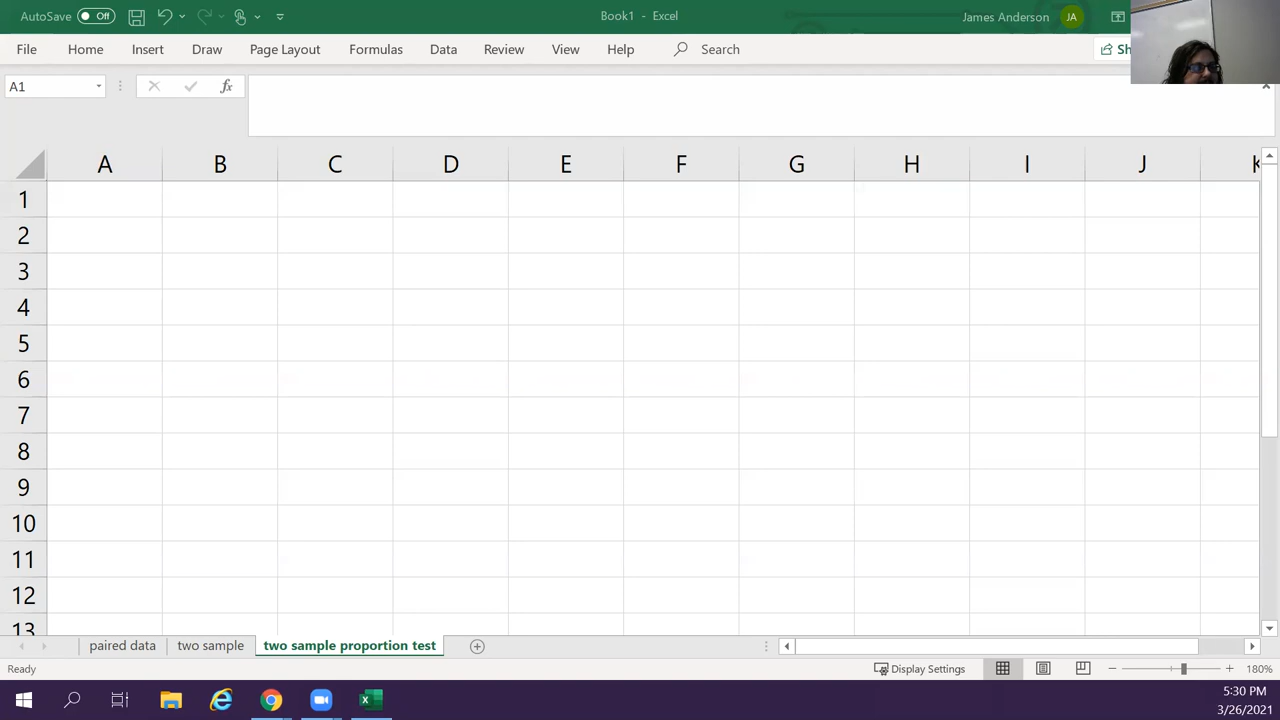 AutoSave Off Book1 - Excel James Anderson JA
File Home Insert Draw Page Layout Formulas Data Review View Help Search Sh
A1 fx
A B C D E F G H I J K
1
2
3
4
5
6
7
8
9
10
11
12
13
paired data two sample two sample proportion test
Ready Display Settings 180%
5:30 PM
3/26/2021